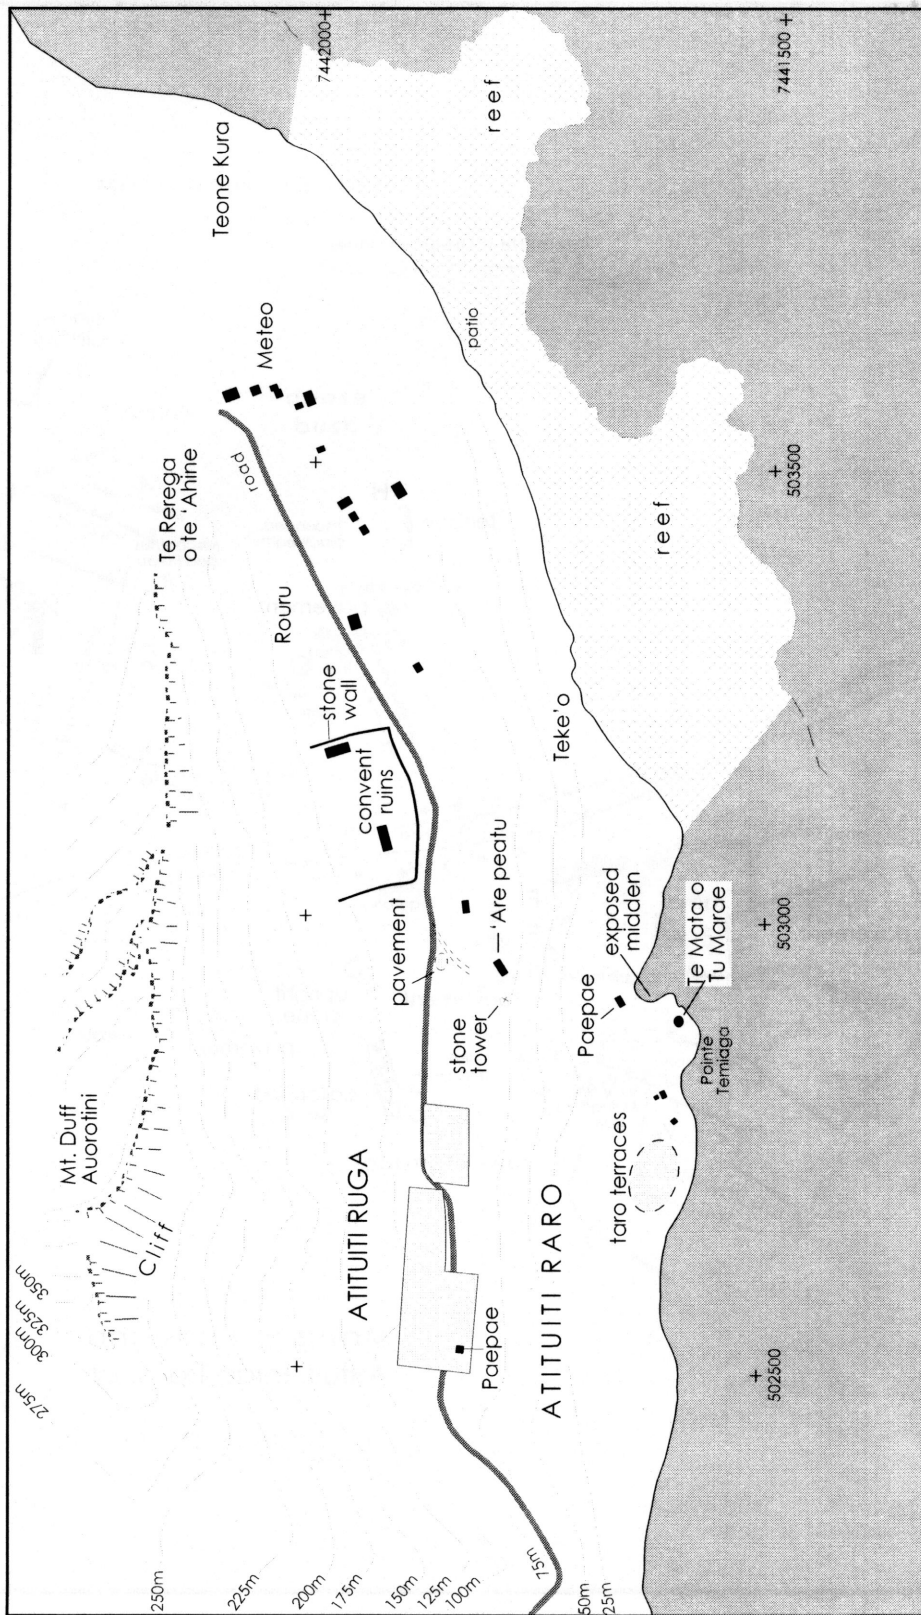 350m
325m
300m
275m
250m
225m
200m
175m
150m
125m
100m
75m
50m
25m
Mt. Duff
Auorotini
Cliff
Te Rerega
o te 'Ahine
Rouru
road
Meteo
Teone Kura
7442000
7441500
stone
wall
convent
ruins
pavement
ATITUITI RUGA
Paepae
ATITUITI RARO
stone
tower
'Are peatu
Teke'o
patio
reef
reef
Paepae
exposed
midden
Te Mata o
Tu Marae
Pointe
Temiaga
taro terraces
502500
503000
503500